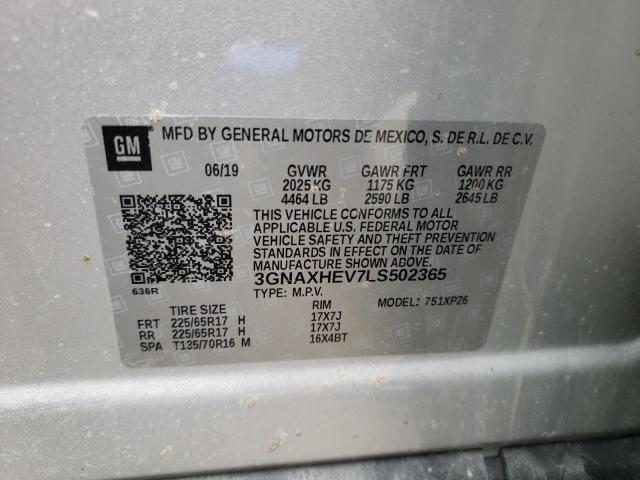 GM MFD BY GENERAL MOTORS DE MEXICO, S. DE R.L. DE C.V.
06/19 GVWR GAWR FRT GAWR RR
2025 KG 1175 KG 1200 KG
4464 LB 2590 LB 2645 LB
THIS VEHICLE CONFORMS TO ALL
APPLICABLE U.S. FEDERAL MOTOR
VEHICLE SAFETY AND THEFT STANDARDS
IN EFFECT ON THE DATE OF
MANUFACTURE SHOWN ABOVE.
3GNAXHEV7LS502365
636R TYPE: M.P.V. MODEL: 751XP26
TIRE SIZE RIM
FRT 225/65R17 H 17X7J
RR 225/65R17 H 17X7J
SPA T135/70R16 M 16X4BT